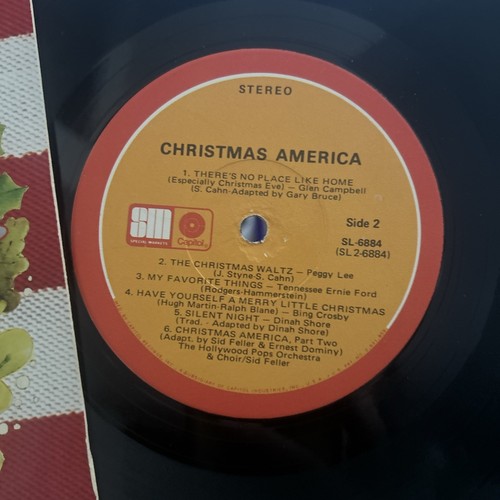 STEREO
CHRISTMAS AMERICA
1. THERE'S NO PLACE LIKE HOME
(Especially Christmas Eve) – Glen Campbell
(S. Cahn-Adapted by Gary Bruce)
Side 2
SM
SPECIAL MARKETS
Capitol
SL-6884
(SL 2-6884)
2. THE CHRISTMAS WALTZ – Peggy Lee
(J. Styne-S. Cahn)
3. MY FAVORITE THINGS – Tennessee Ernie Ford
(Rodgers-Hammerstein)
4. HAVE YOURSELF A MERRY LITTLE CHRISTMAS
(Hugh Martin-Ralph Blane) – Bing Crosby
5. SILENT NIGHT – Dinah Shore
(Trad. - Adapted by Dinah Shore)
6. CHRISTMAS AMERICA, Part Two
(Adapt. by Sid Feller & Ernest Dominy)
The Hollywood Pops Orchestra
& Choir/Sid Feller